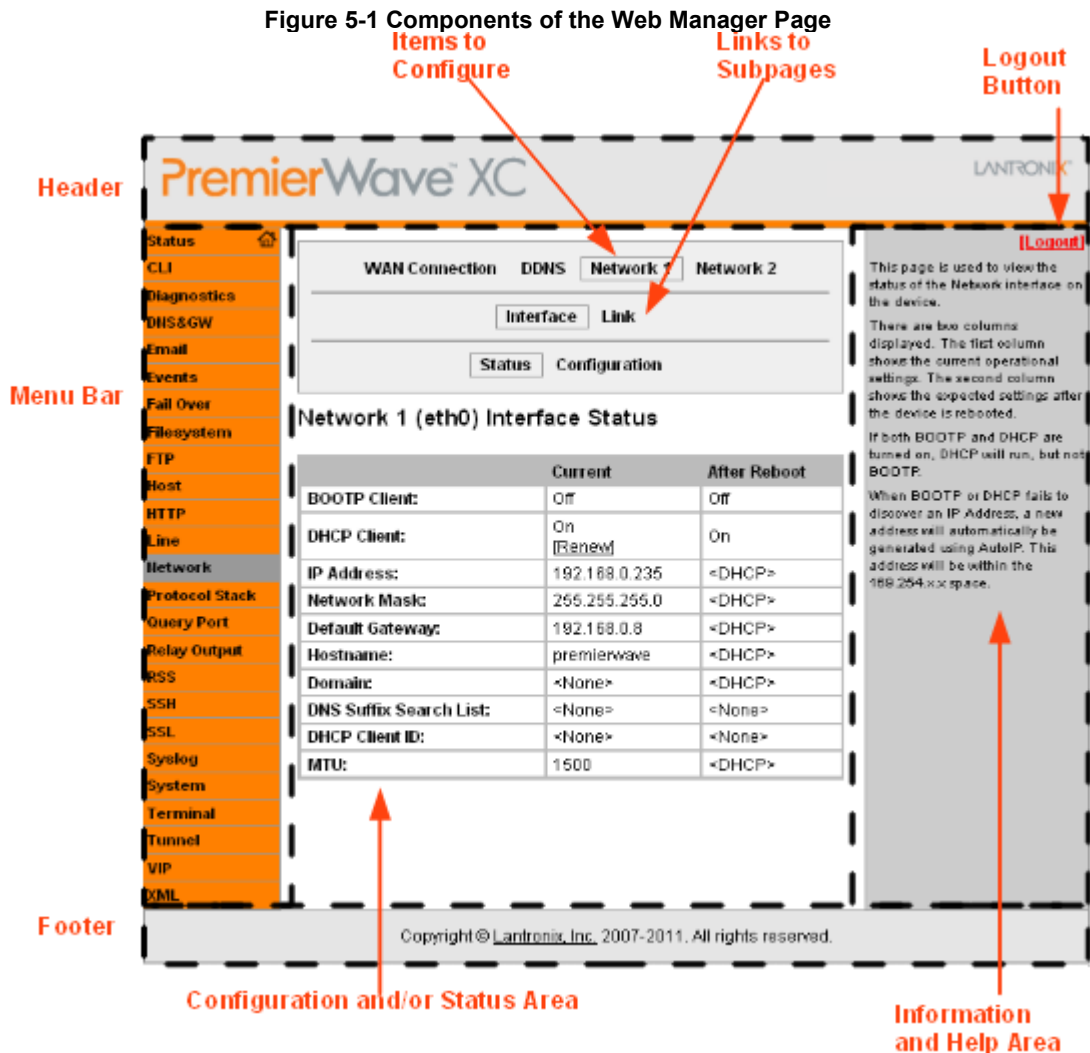 Figure 5-1 Components of the Web Manager Page
Items to
Configure
Links to
Subpages
Logout
Button
Header
PremierWave™ XC
LANTRONIX®
Menu Bar
Status
CLI
Diagnostics
DNS&GW
Email
Events
Fail Over
Filesystem
FTP
Host
HTTP
Line
Network
Protocol Stack
Query Port
Relay Output
RSS
SSH
SSL
Syslog
System
Terminal
Tunnel
VIP
XML
WAN Connection DDNS Network 1 Network 2
Interface Link
Status Configuration
Network 1 (eth0) Interface Status
Current After Reboot
BOOTP Client: Off Off
DHCP Client: On [Renew] On
IP Address: 192.168.0.235 <DHCP>
Network Mask: 255.255.255.0 <DHCP>
Default Gateway: 192.168.0.8 <DHCP>
Hostname: premierwave <DHCP>
Domain: <None> <DHCP>
DNS Suffix Search List: <None> <None>
DHCP Client ID: <None> <None>
MTU: 1500 <DHCP>
[Logout]
This page is used to view the
status of the Network interface on
the device.
There are two columns
displayed. The first column
shows the current operational
settings. The second column
shows the expected settings after
the device is rebooted.
If both BOOTP and DHCP are
turned on, DHCP will run, but not
BOOTP.
When BOOTP or DHCP fails to
discover an IP Address, a new
address will automatically be
generated using AutoIP. This
address will be within the
169.254.x.x space.
Footer
Copyright © Lantronix, Inc. 2007-2011. All rights reserved.
Configuration and/or Status Area
Information
and Help Area